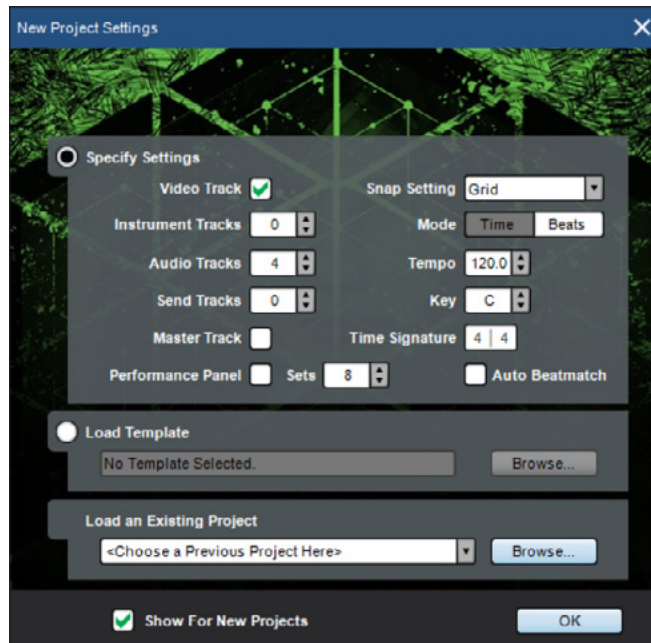 New Project Settings
Specify Settings
Video Track Snap Setting Grid
Instrument Tracks 0 Mode Time Beats
Audio Tracks 4 Tempo 120.0
Send Tracks 0 Key C
Master Track Time Signature 4 | 4
Performance Panel Sets 8 Auto Beatmatch
Load Template
No Template Selected. Browse...
Load an Existing Project
<Choose a Previous Project Here> Browse...
Show For New Projects OK